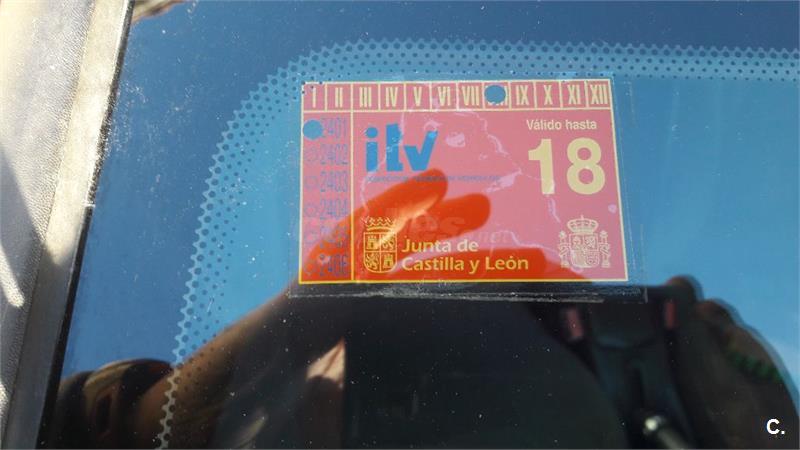 I II III IV V VI VII IX X XI XII
2401
2402
2403
2404
2406
itv
Válido hasta
18
Junta de
Castilla y León
C.